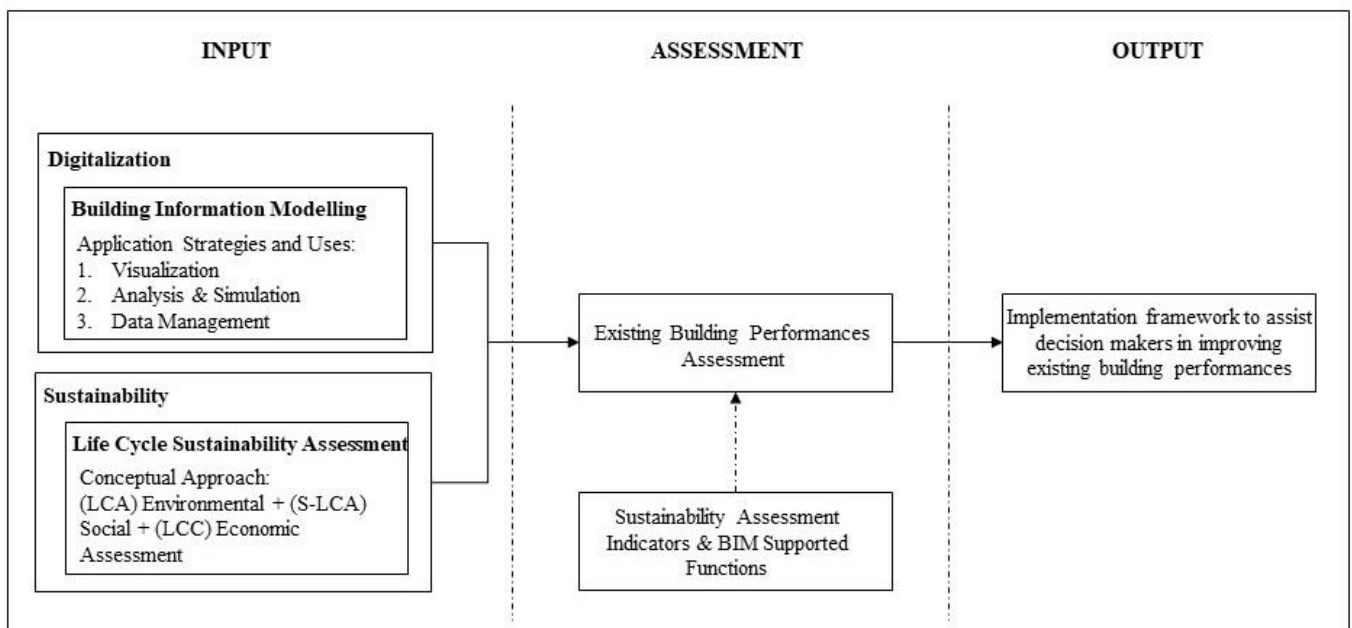 INPUT
Digitalization
Building Information Modelling
Application Strategies and Uses:
1. Visualization
2. Analysis & Simulation
3. Data Management
Sustainability
Life Cycle Sustainability Assessment
Conceptual Approach:
(LCA) Environmental + (S-LCA)
Social + (LCC) Economic
Assessment
ASSESSMENT
Existing Building Performances
Assessment
Sustainability Assessment
Indicators & BIM Supported
Functions
OUTPUT
Implementation framework to assist
decision makers in improving
existing building performances